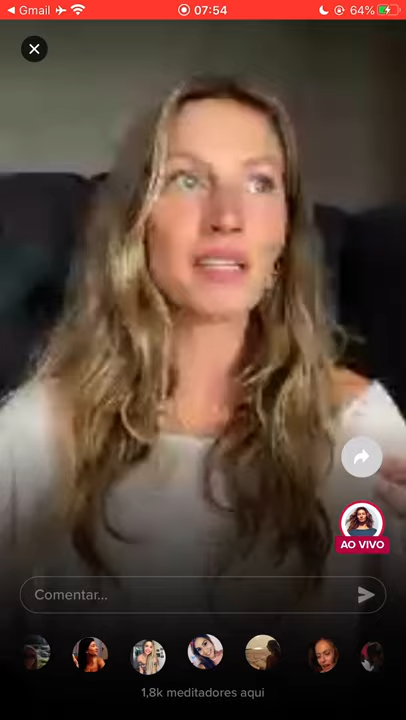 Gmail
07:54
64%
AO VIVO
Comentar...
1,8k meditadores aqui